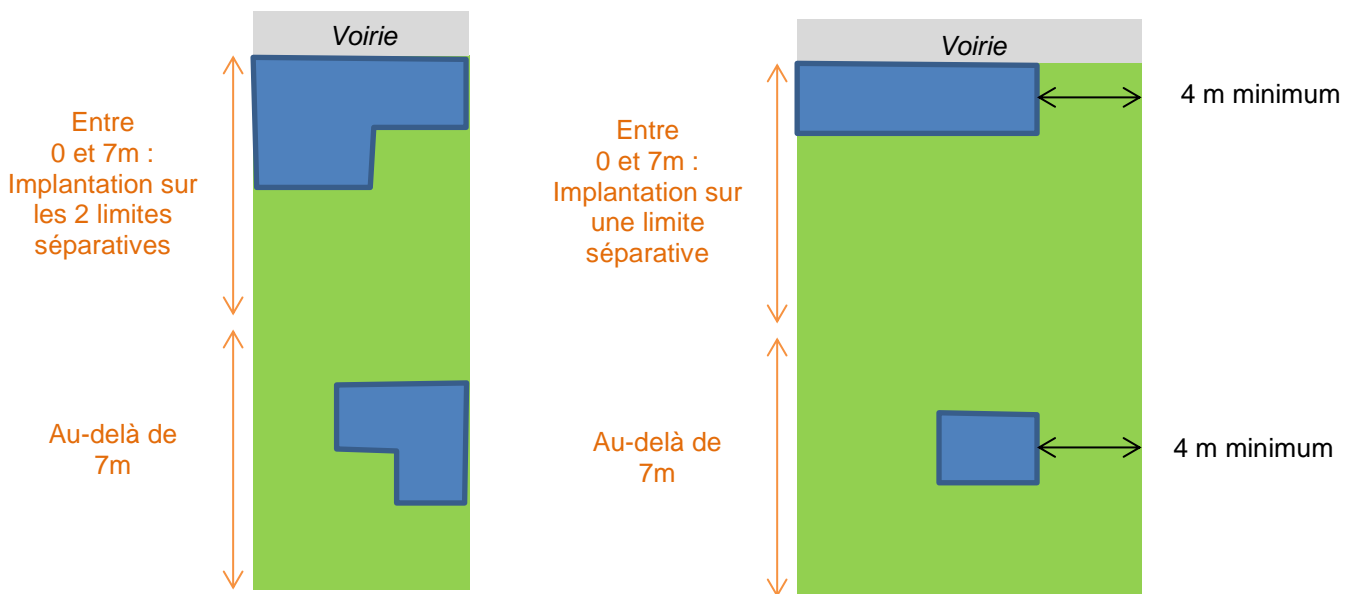 Voirie
Entre
0 et 7m :
Implantation sur
les 2 limites
séparatives
Au-delà de
7m
Voirie
4 m minimum
Entre
0 et 7m :
Implantation sur
une limite
séparative
Au-delà de
7m
4 m minimum